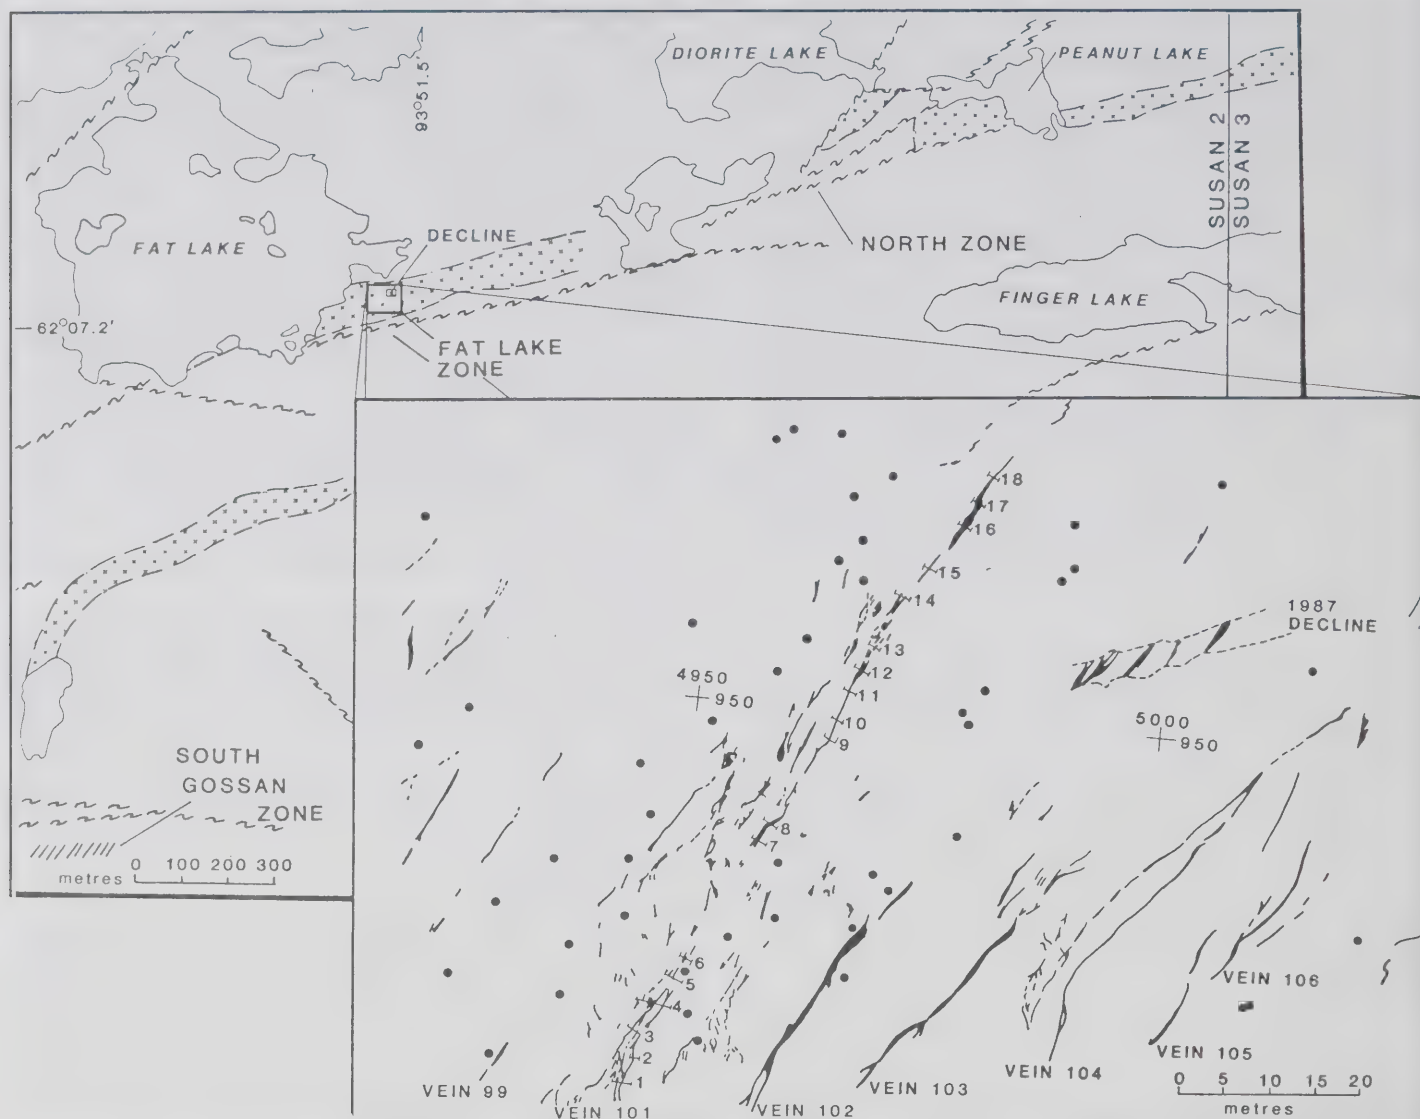 DIORITE LAKE
PEANUT LAKE
93°51.5'
SUSAN 2
SUSAN 3
DECLINE
FAT LAKE
NORTH ZONE
FINGER LAKE
62°07.2'
FAT LAKE
ZONE
18
17
16
15
14
13
12
11
10
9
8
7
6
5
4
3
2
1
1987
DECLINE
4950
950
5000
950
SOUTH
GOSSAN
ZONE
0 100 200 300
metres
VEIN 99
VEIN 101
VEIN 102
VEIN 103
VEIN 104
VEIN 105
VEIN 106
0 5 10 15 20
metres